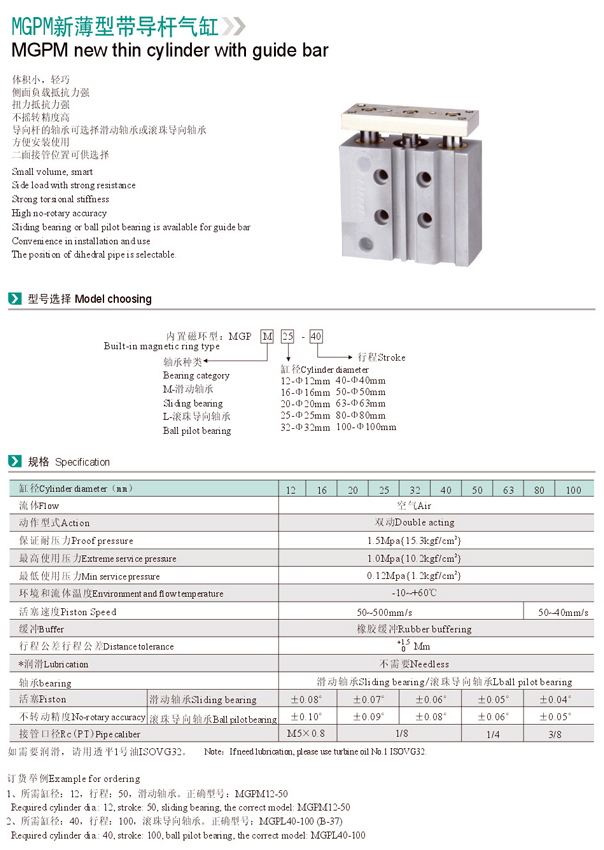 MGPM新薄型带导杆气缸
MGPM new thin cylinder with guide bar
体积小，轻巧
侧面负载抵抗力强
扭力抵抗力强
不摇转精度高
导向杆的轴承可选择滑动轴承或滚珠导向轴承
方便安装使用
二面接管位置可供选择
Small volume, smart
Side load with strong resistance
Strong torsional stiffness
High no-rotary accuracy
Sliding bearing or ball pilot bearing is available for guide bar
Convenience in installation and use
The position of dihedral pipe is selectable.
型号选择 Model choosing
内置磁环型：MGP M 25 - 40
Built-in magnetic ring type
轴承种类
Bearing category
M-滑动轴承
Sliding bearing
L-滚珠导向轴承
Ball pilot bearing
行程Stroke
缸径Cylinder diameter
12-Φ12mm 40-Φ40mm
16-Φ16mm 50-Φ50mm
20-Φ20mm 63-Φ63mm
25-Φ25mm 80-Φ80mm
32-Φ32mm 100-Φ100mm
规格 Specification
缸径Cylinder diameter（mm） 12 16 20 25 32 40 50 63 80 100
流体Flow 空气Air
动作型式Action 双动Double acting
保证耐压力Proof pressure 1.5Mpa{15.3kgf/cm²}
最高使用压力Extreme service pressure 1.0Mpa{10.2kgf/cm²}
最低使用压力Min service pressure 0.12Mpa{1.2kgf/cm²}
环境和流体温度Environment and flow temperature -10~+60℃
活塞速度Piston Speed 50~500mm/s 50~40mm/s
缓冲Buffer 橡胶缓冲Rubber buffering
行程公差行程公差Distance tolerance +1.5 0 Mm
*润滑Lubrication 不需要Needless
轴承bearing 滑动轴承Sliding bearing/滚珠导向轴承Lball pilot bearing
活塞Piston 滑动轴承Sliding bearing ±0.08° ±0.07° ±0.06° ±0.05° ±0.04°
不转动精度No-rotary accuracy 滚珠导向轴承Ball pilot bearing ±0.10° ±0.09° ±0.08° ±0.06° ±0.05°
接管口径Rc(PT)Pipe caliber M5×0.8 1/8 1/4 3/8
如需要润滑，请用透平1号油ISOVG32. Note: If need lubrication, please use turbine oil No.1 ISOVG32.
订货举例Example for ordering
1、所需缸径：12，行程：50，滑动轴承。正确型号：MGPM12-50
Required cylinder dia: 12, stroke: 50, sliding bearing, the correct model: MGPM12-50
2、所需缸径：40，行程：100，滚珠导向轴承。正确型号：MGPL40-100 (B-37)
Required cylinder dia: 40, stroke: 100, ball pilot bearing, the correct model: MGPL40-100